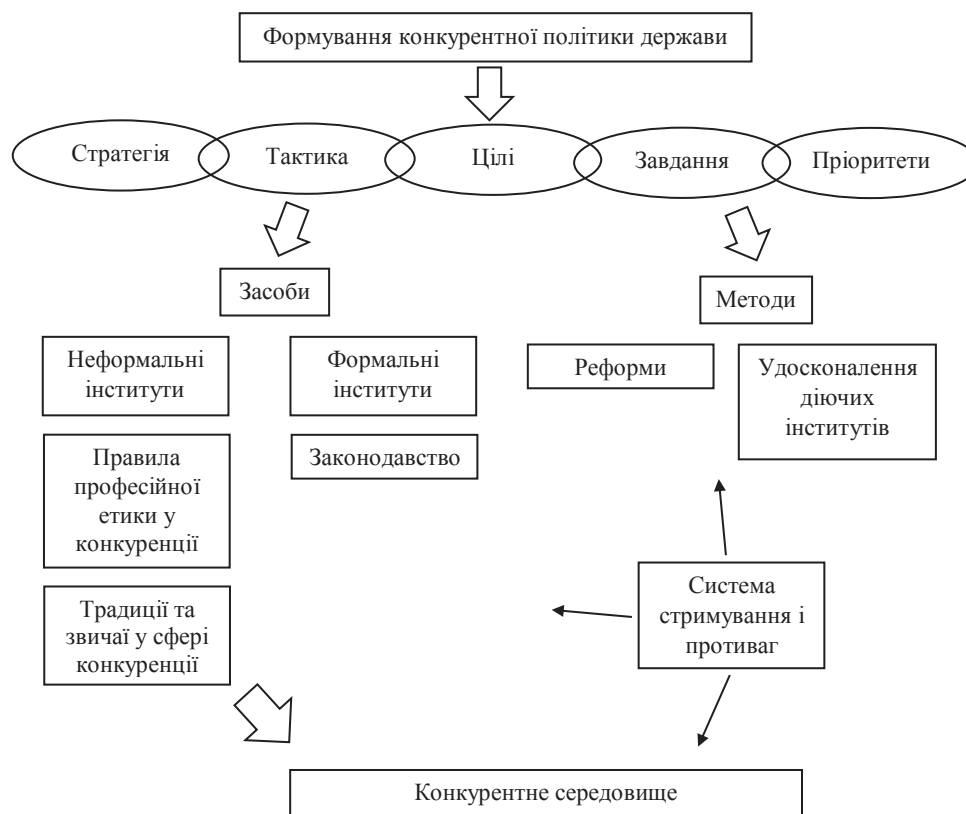 Формування конкурентної політики держави
Стратегія
Тактика
Цілі
Завдання
Пріоритети
Засоби
Методи
Неформальні
інститути
Формальні
інститути
Реформи
Удосконалення
діючих
інститутів
Правила
професійної
етики у
конкуренції
Законодавство
Традиції та
звичаї у сфері
конкуренції
Система
стримування і
противаг
Конкурентне середовище